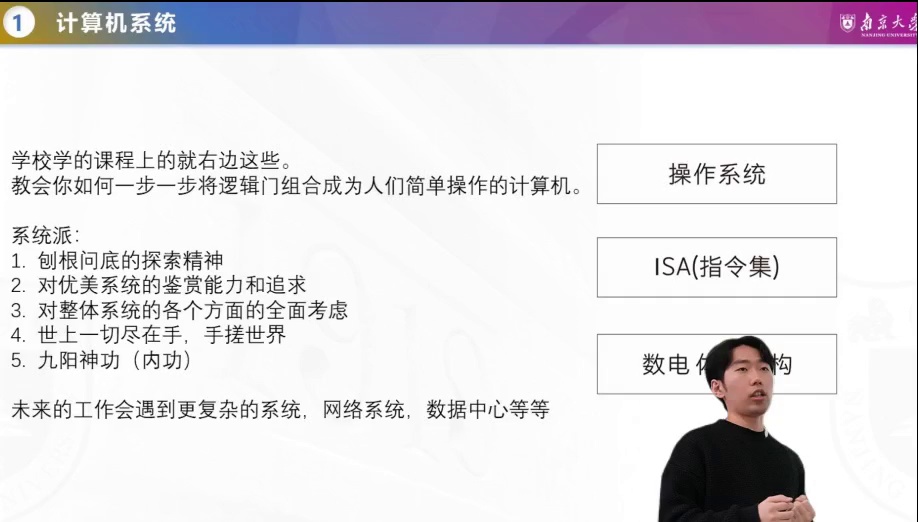 1 计算机系统
南京大学
NANJING UNIVERSITY
学校学的课程上的就右边这些。
教会你如何一步一步将逻辑门组合成为人们简单操作的计算机。
系统派：
1. 刨根问底的探索精神
2. 对优美系统的鉴赏能力和追求
3. 对整体系统的各个方面的全面考虑
4. 世上一切尽在手，手搓世界
5. 九阳神功（内功）
未来的工作会遇到更复杂的系统，网络系统，数据中心等等
操作系统
ISA(指令集)
数电 构